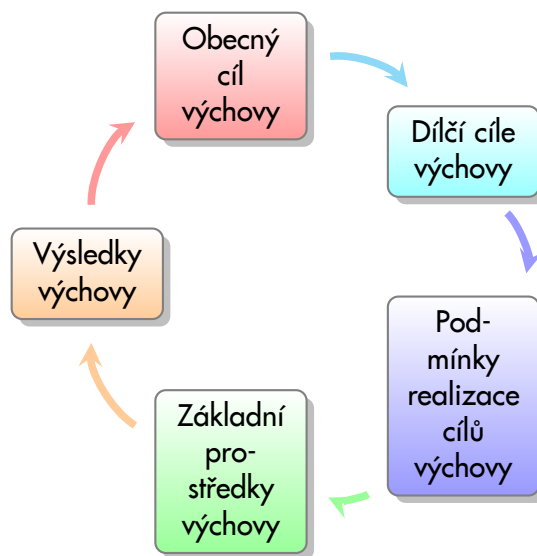 Obecný
cíl
výchovy
Dílčí cíle
výchovy
Pod-
mínky
realizace
cílů
výchovy
Základní
pro-
středky
výchovy
Výsledky
výchovy